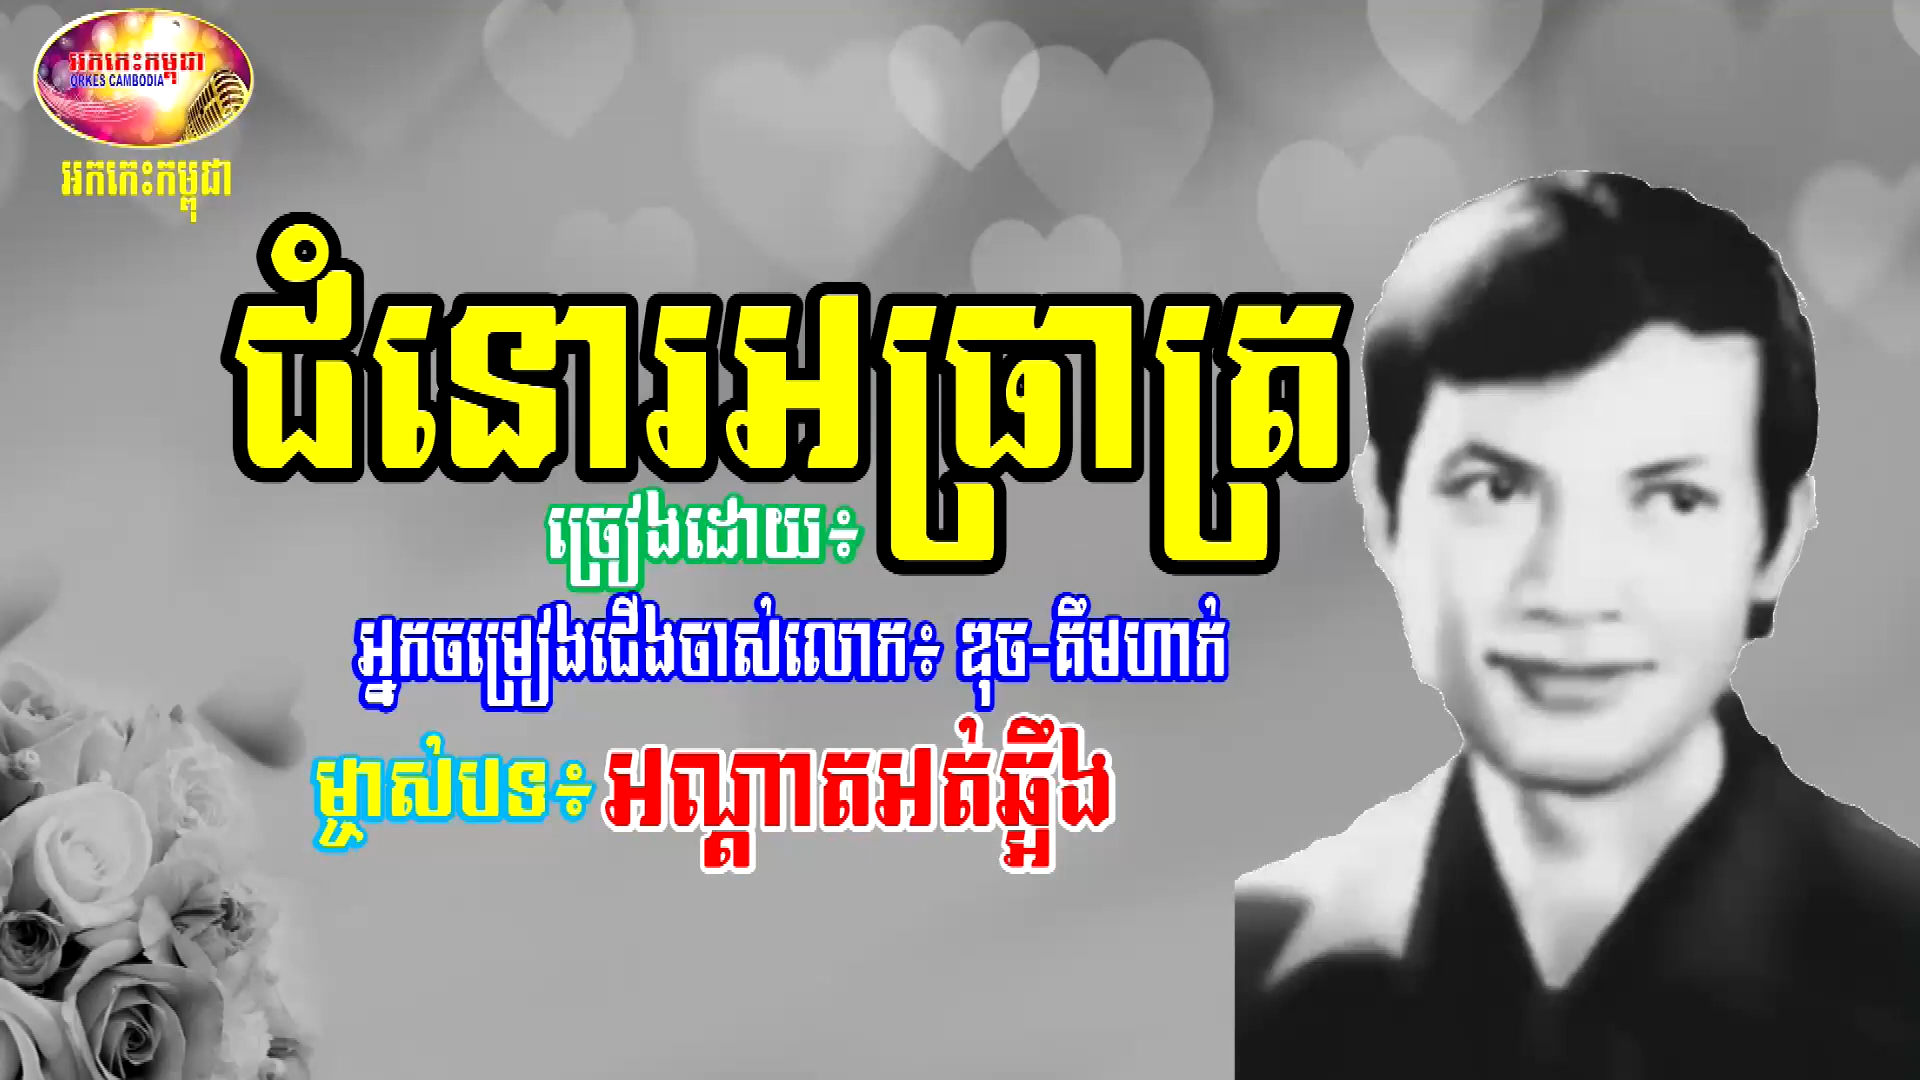 អកកេះកម្ពុជា
ORKES CAMBODIA
អកកេះកម្ពុជា
ជំនោរអប្រាត្រ
ច្រៀងដោយ៖
អ្នកចម្រៀងជើងចាស់លោក៖ ឌុច-គឹមហាក់
ម្ចាស់បទ៖ អណ្តាតអត់ឆ្អឹង